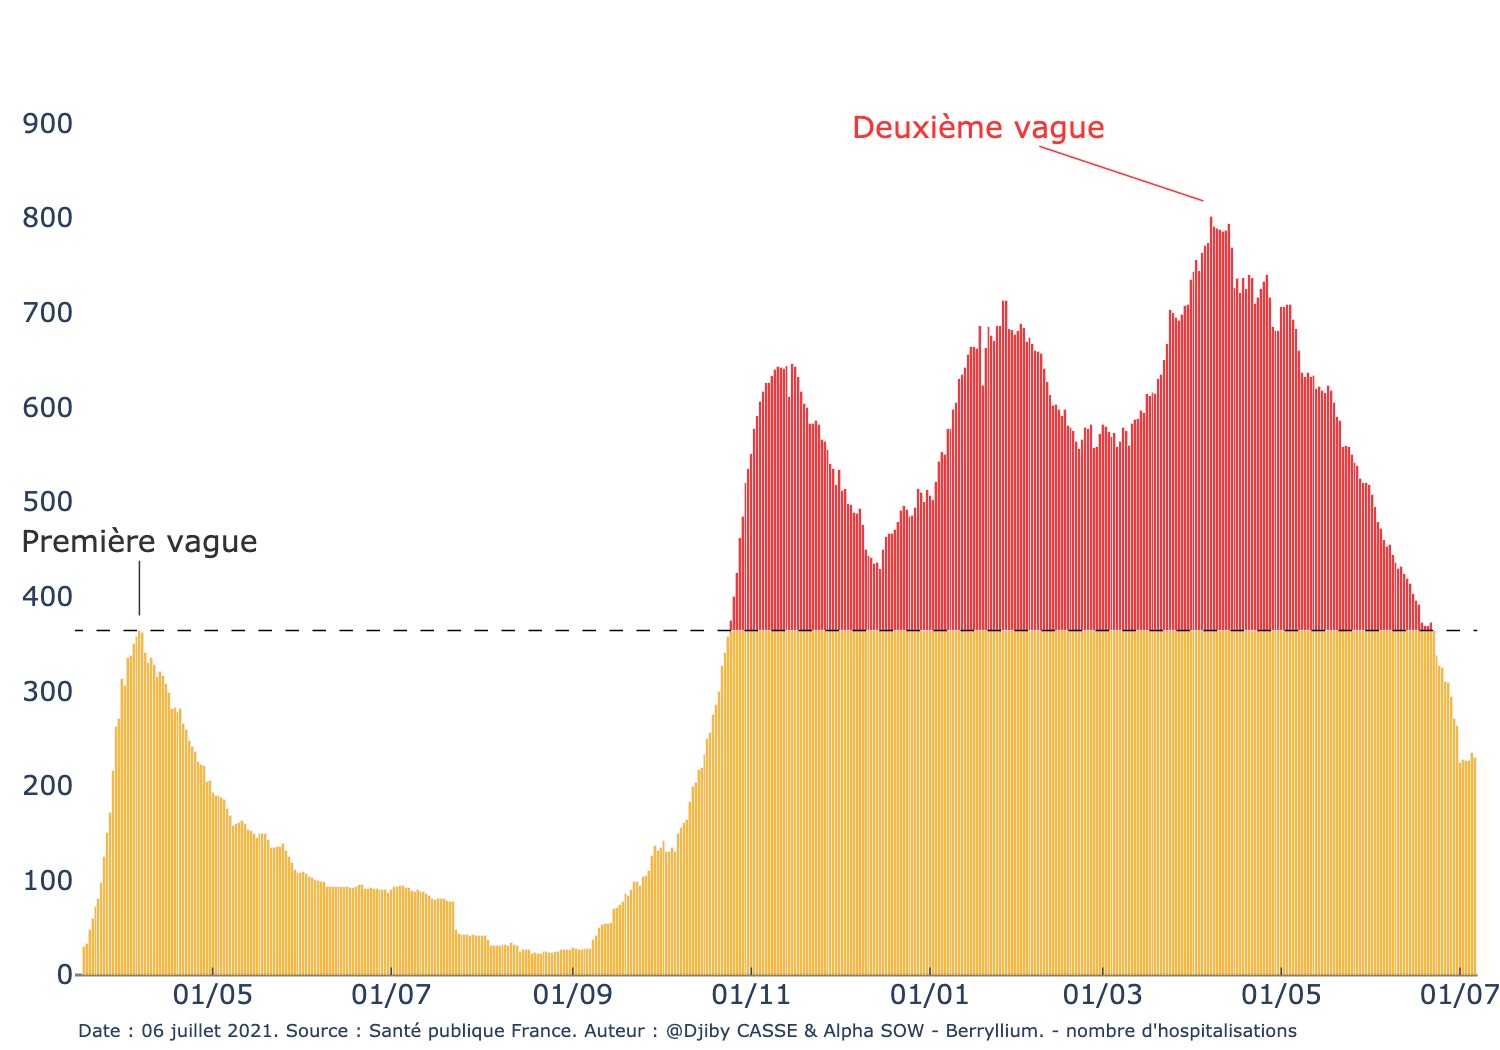 900
Deuxième vague
800
700
600
500
Première vague
400
300
200
100
0
01/05 01/07 01/09 01/11 01/01 01/03 01/05 01/07
Date : 06 juillet 2021. Source : Santé publique France. Auteur : @Djiby CASSE & Alpha SOW - Berryllium. - nombre d'hospitalisations